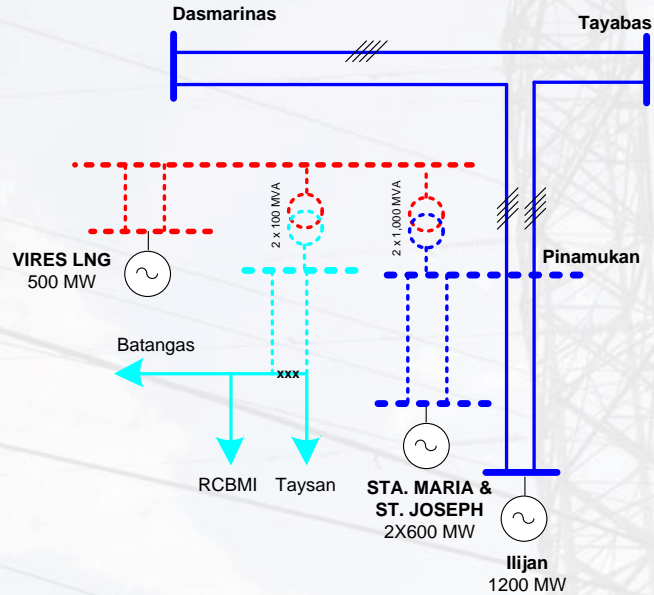 Dasmarinas
Tayabas
2 x 100 MVA
2 x 1,000 MVA
VIRES LNG
500 MW
Pinamukan
Batangas
xxx
RCBMI
Taysan
STA. MARIA &
ST. JOSEPH
2X600 MW
Ilijan
1200 MW